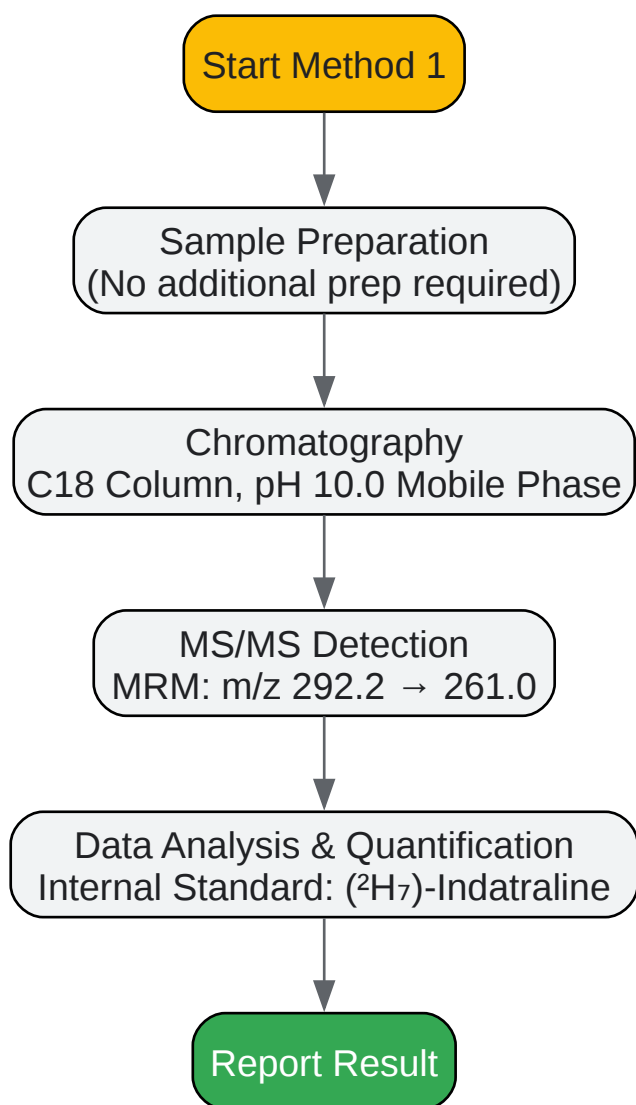 Start Method 1
Sample Preparation
(No additional prep required)
Chromatography
C18 Column, pH 10.0 Mobile Phase
MS/MS Detection
MRM: m/z 292.2 → 261.0
Data Analysis & Quantification
Internal Standard: (²H₇)-Indatraline
Report Result